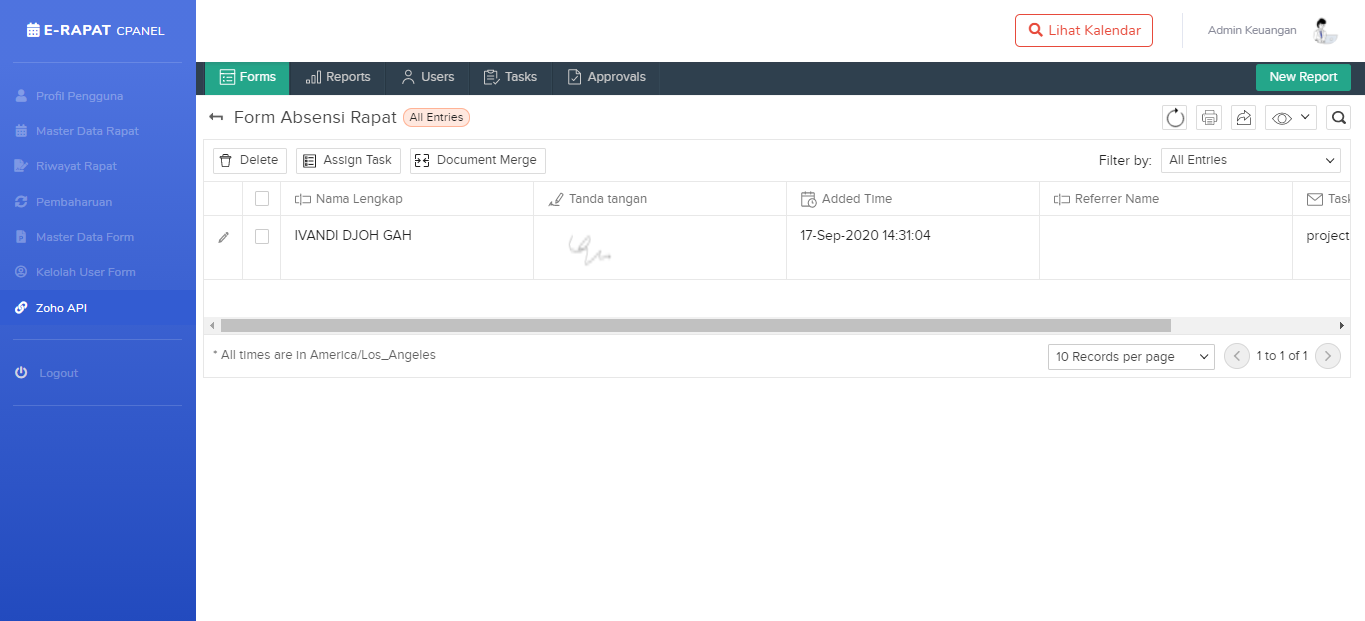 E-RAPAT CPANEL
Lihat Kalendar
Admin Keuangan
Profil Pengguna
Master Data Rapat
Riwayat Rapat
Pembaharuan
Master Data Form
Kelolah User Form
Zoho API
Logout
Forms Reports Users Tasks Approvals New Report
Form Absensi Rapat All Entries
Delete Assign Task Document Merge Filter by: All Entries
Nama Lengkap Tanda tangan Added Time Referrer Name Task
IVANDI DJOH GAH 17-Sep-2020 14:31:04 project
* All times are in America/Los_Angeles 10 Records per page 1 to 1 of 1